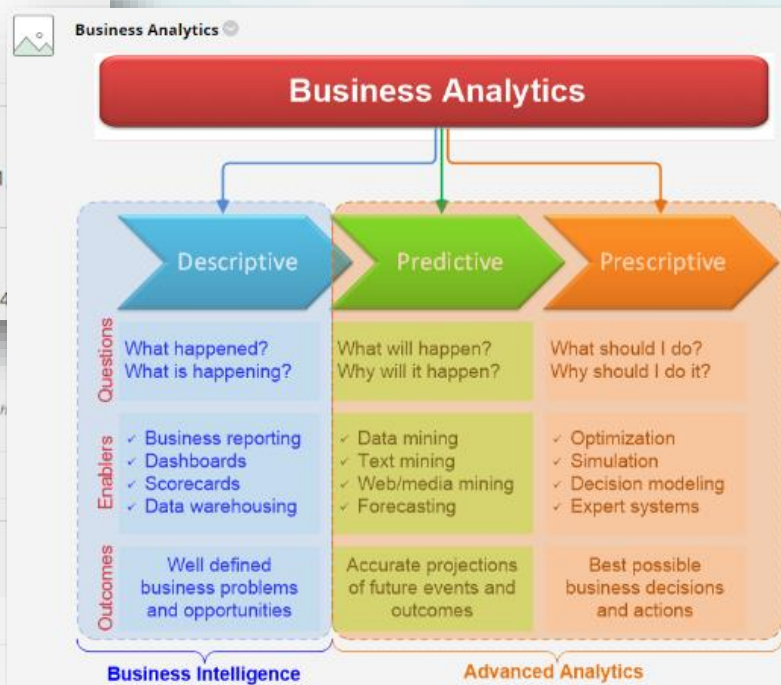 Business Analytics
Business Analytics
Descriptive
Predictive
Prescriptive
Questions
What happened?
What is happening?
What will happen?
Why will it happen?
What should I do?
Why should I do it?
Enablers
✓ Business reporting
✓ Dashboards
✓ Scorecards
✓ Data warehousing
✓ Data mining
✓ Text mining
✓ Web/media mining
✓ Forecasting
✓ Optimization
✓ Simulation
✓ Decision modeling
✓ Expert systems
Outcomes
Well defined
business problems
and opportunities
Accurate projections
of future events and
outcomes
Best possible
business decisions
and actions
Business Intelligence
Advanced Analytics